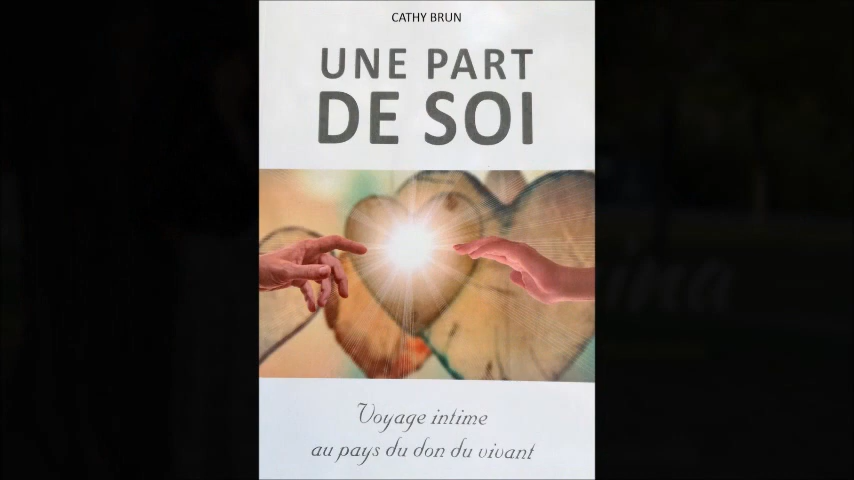 CATHY BRUN
UNE PART
DE SOI
Voyage intime
au pays du don du vivant